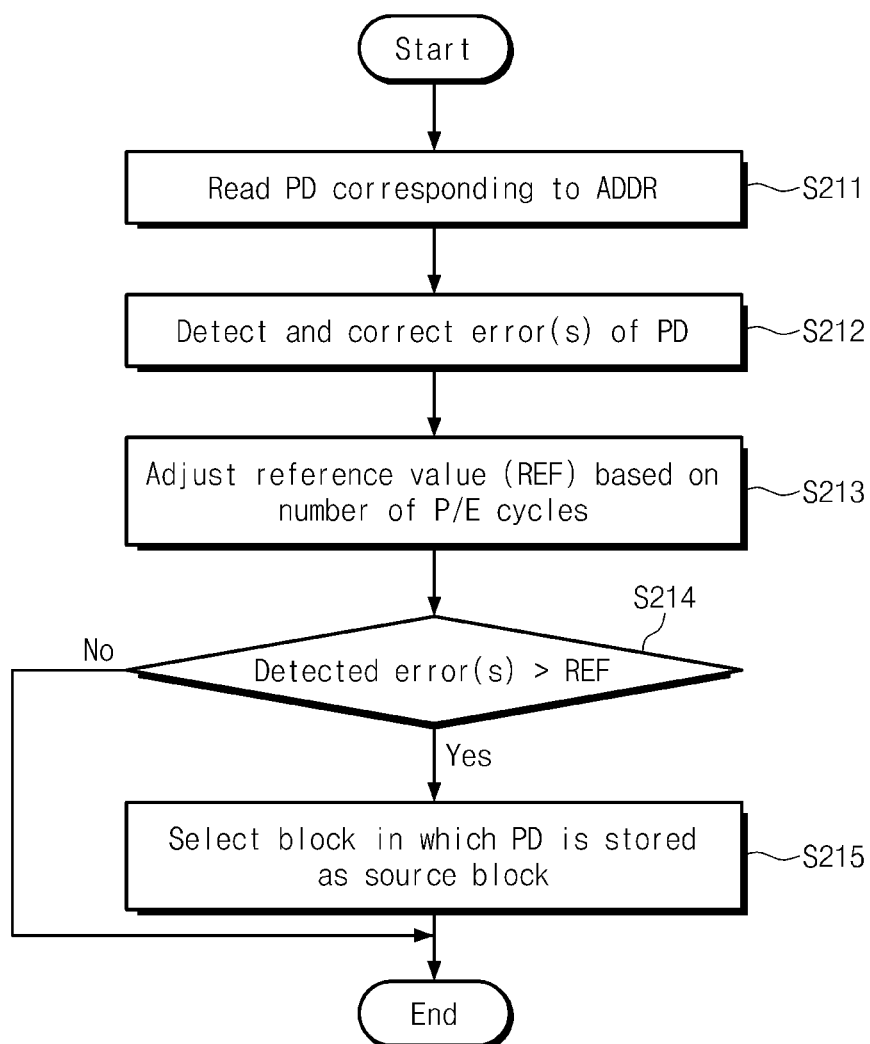 Start
Read PD corresponding to ADDR
S211
Detect and correct error(s) of PD
S212
Adjust reference value (REF) based on
number of P/E cycles
S213
S214
No
Detected error(s) > REF
Yes
Select block in which PD is stored
as source block
S215
End